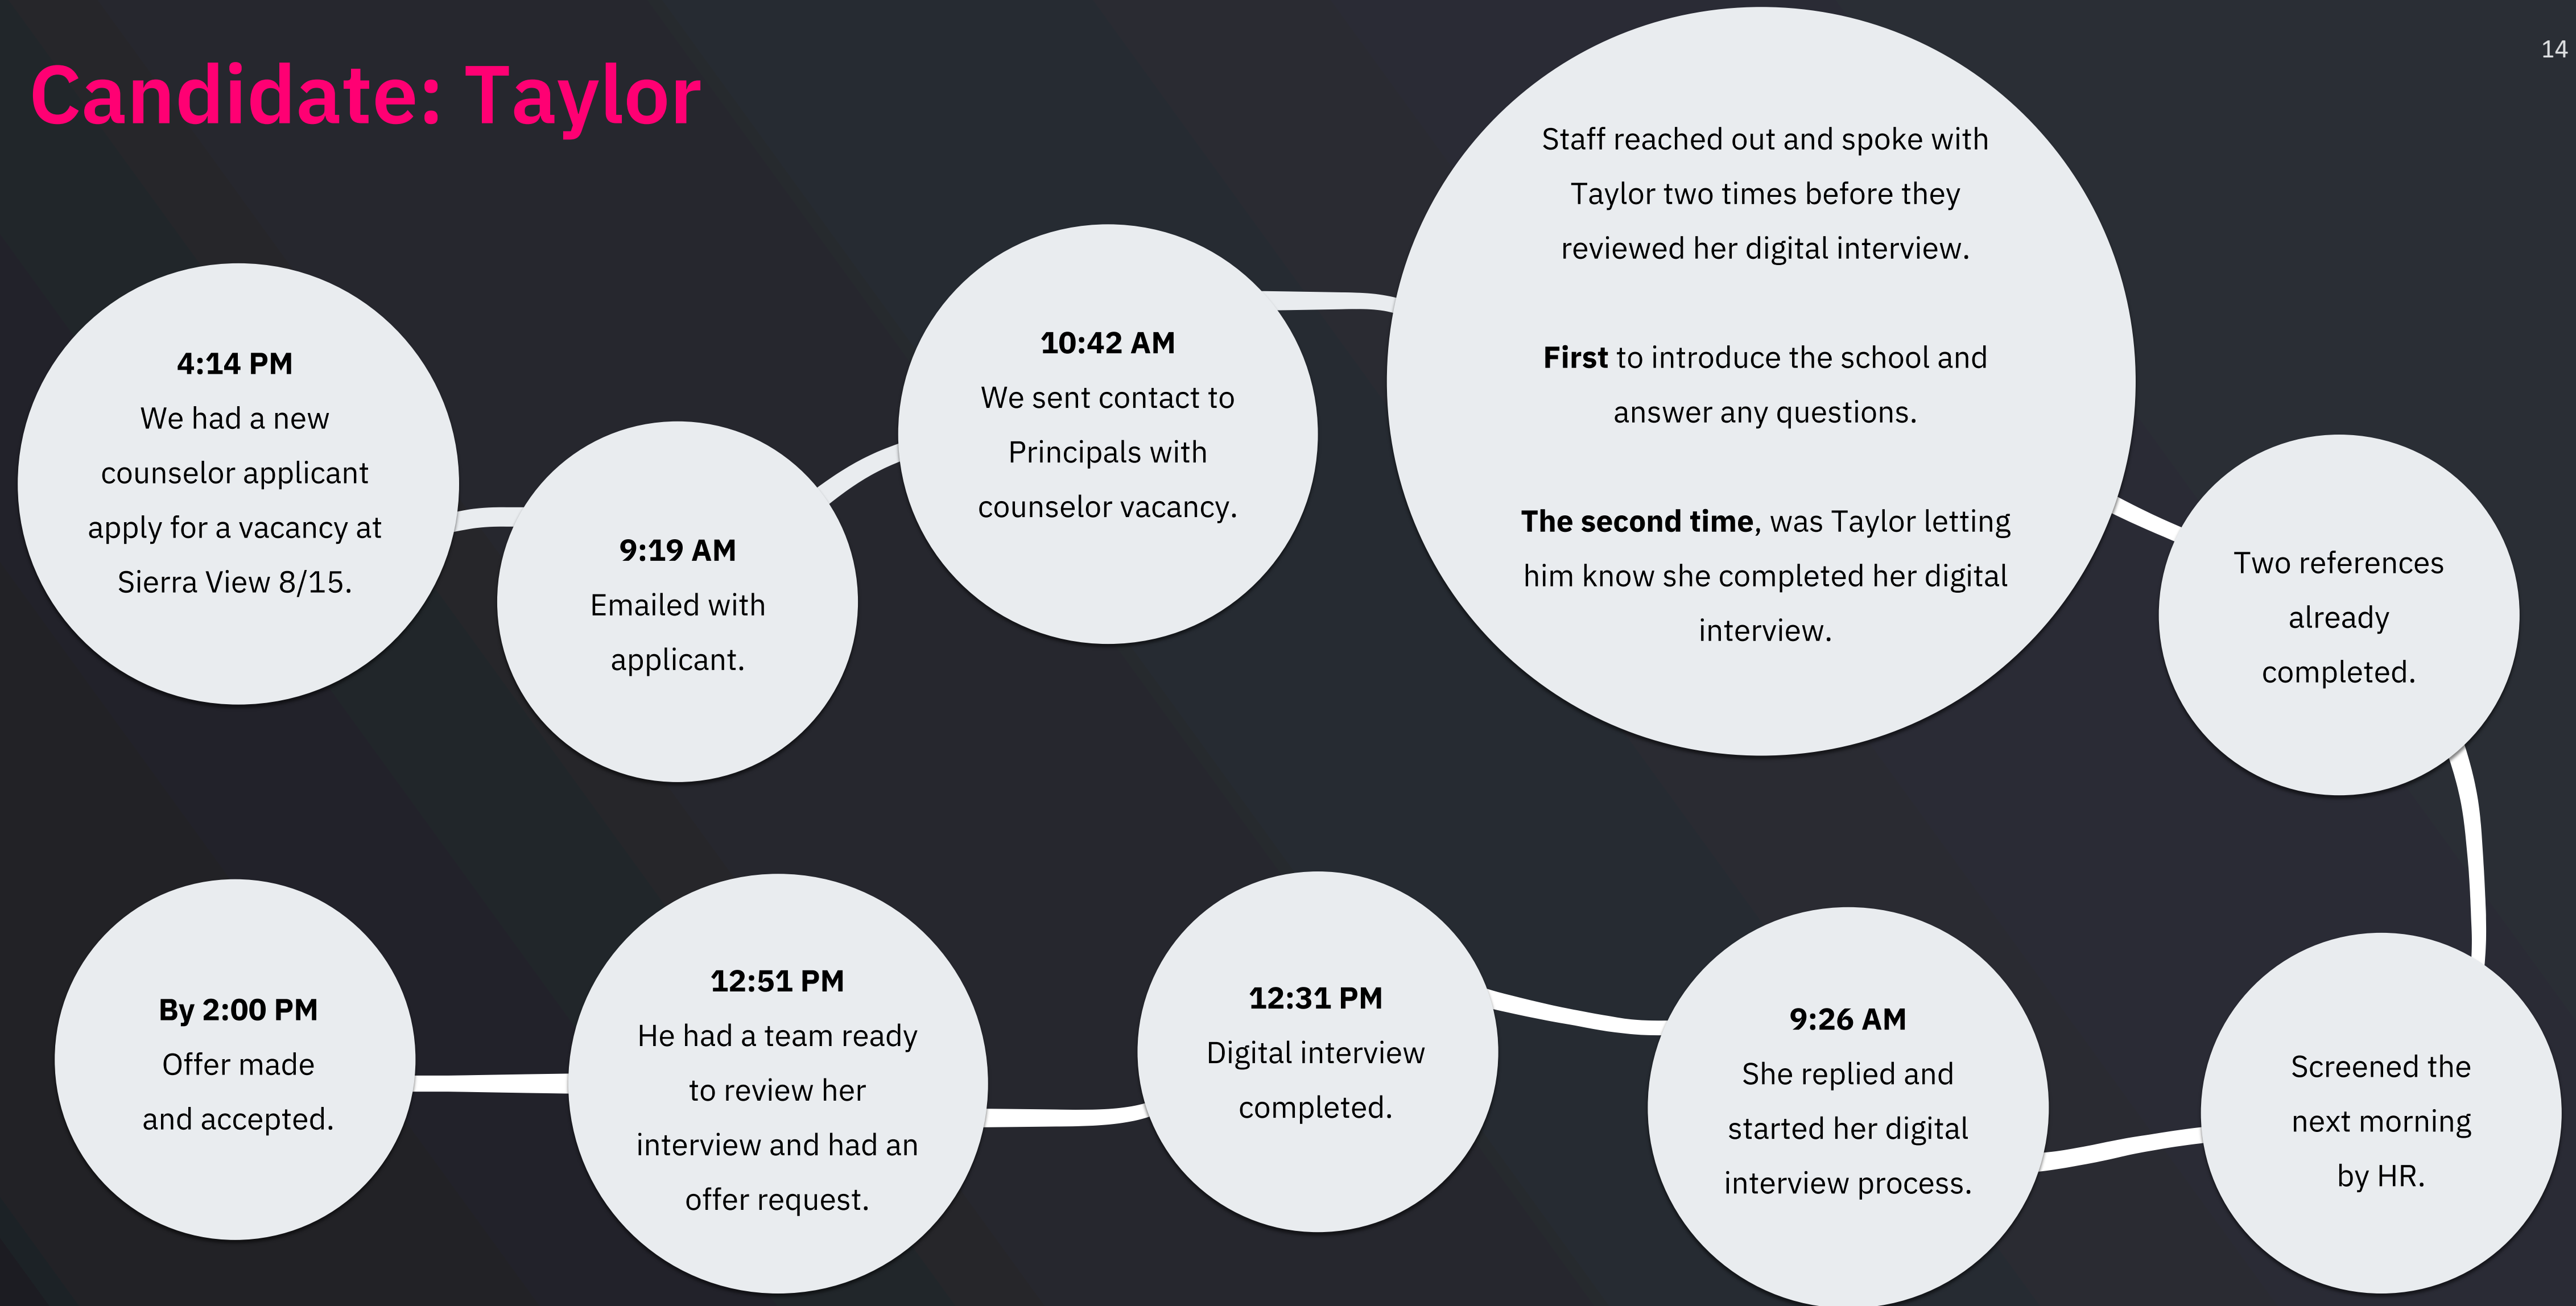 Candidate: Taylor
14
4:14 PM
We had a new
counselor applicant
apply for a vacancy at
Sierra View 8/15.
9:19 AM
Emailed with
applicant.
10:42 AM
We sent contact to
Principals with
counselor vacancy.
Staff reached out and spoke with
Taylor two times before they
reviewed her digital interview.
First to introduce the school and
answer any questions.
The second time, was Taylor letting
him know she completed her digital
interview.
Two references
already
completed.
Screened the
next morning
by HR.
9:26 AM
She replied and
started her digital
interview process.
12:31 PM
Digital interview
completed.
12:51 PM
He had a team ready
to review her
interview and had an
offer request.
By 2:00 PM
Offer made
and accepted.